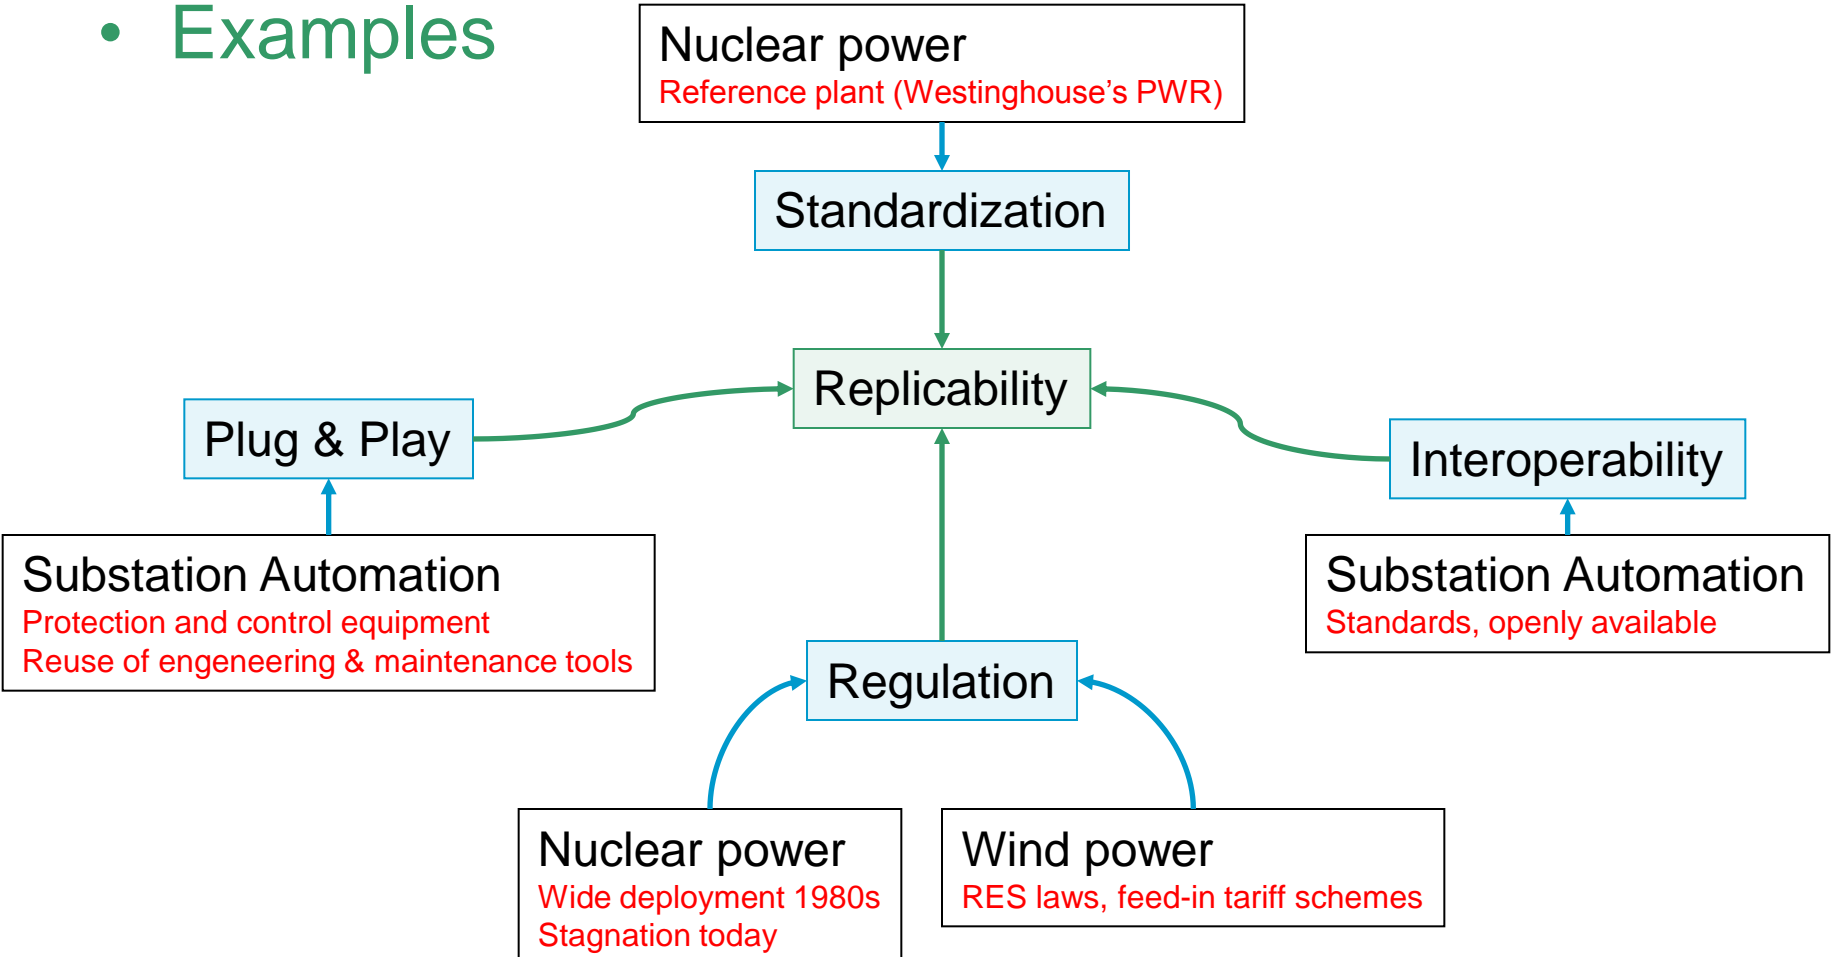 • Examples
Nuclear power
Reference plant (Westinghouse’s PWR)
Standardization
Replicability
Plug & Play
Interoperability
Substation Automation
Protection and control equipment
Reuse of engeneering & maintenance tools
Substation Automation
Standards, openly available
Regulation
Nuclear power
Wide deployment 1980s
Stagnation today
Wind power
RES laws, feed-in tariff schemes